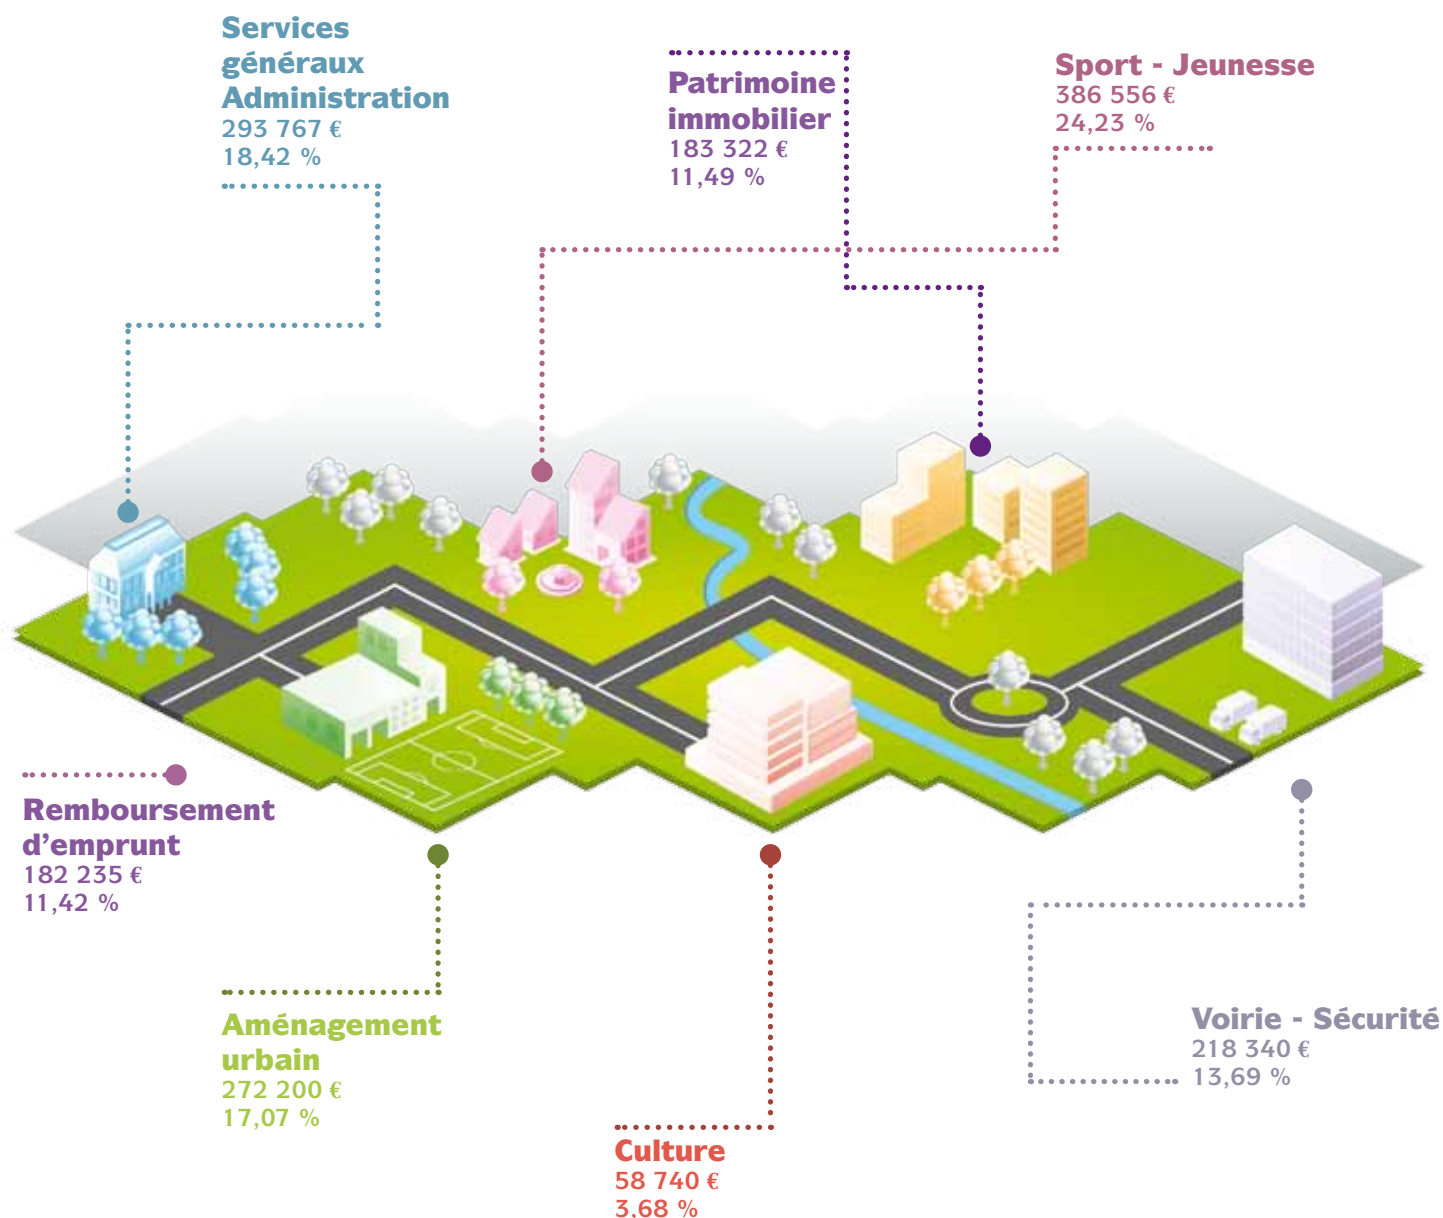 Services
généraux
Administration
293 767 €
18,42 %
Patrimoine
immobilier
183 322 €
11,49 %
Sport - Jeunesse
386 556 €
24,23 %
Remboursement
d'emprunt
182 235 €
11,42 %
Aménagement
urbain
272 200 €
17,07 %
Culture
58 740 €
3,68 %
Voirie - Sécurité
218 340 €
13,69 %